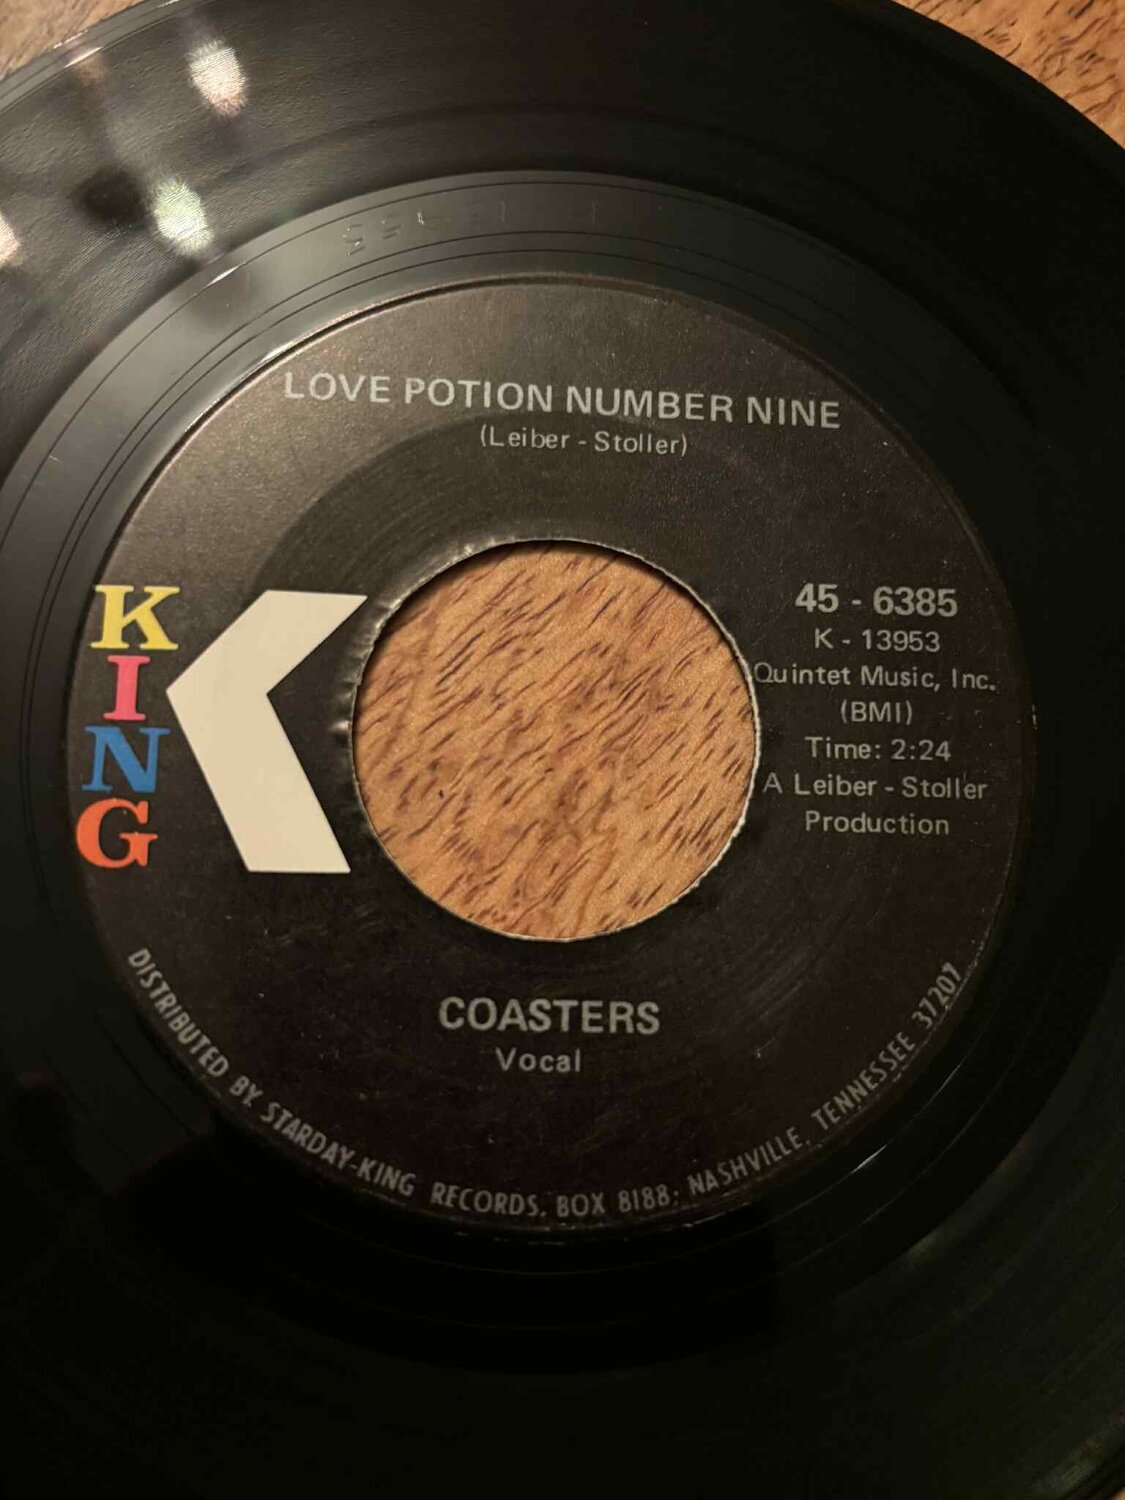 LOVE POTION NUMBER NINE
(Leiber - Stoller)
KING
45 - 6385
K - 13953
Quintet Music, Inc.
(BMI)
Time: 2:24
A Leiber - Stoller
Production
COASTERS
Vocal
DISTRIBUTED BY STARDAY-KING RECORDS, BOX 8188; NASHVILLE, TENNESSEE 37207